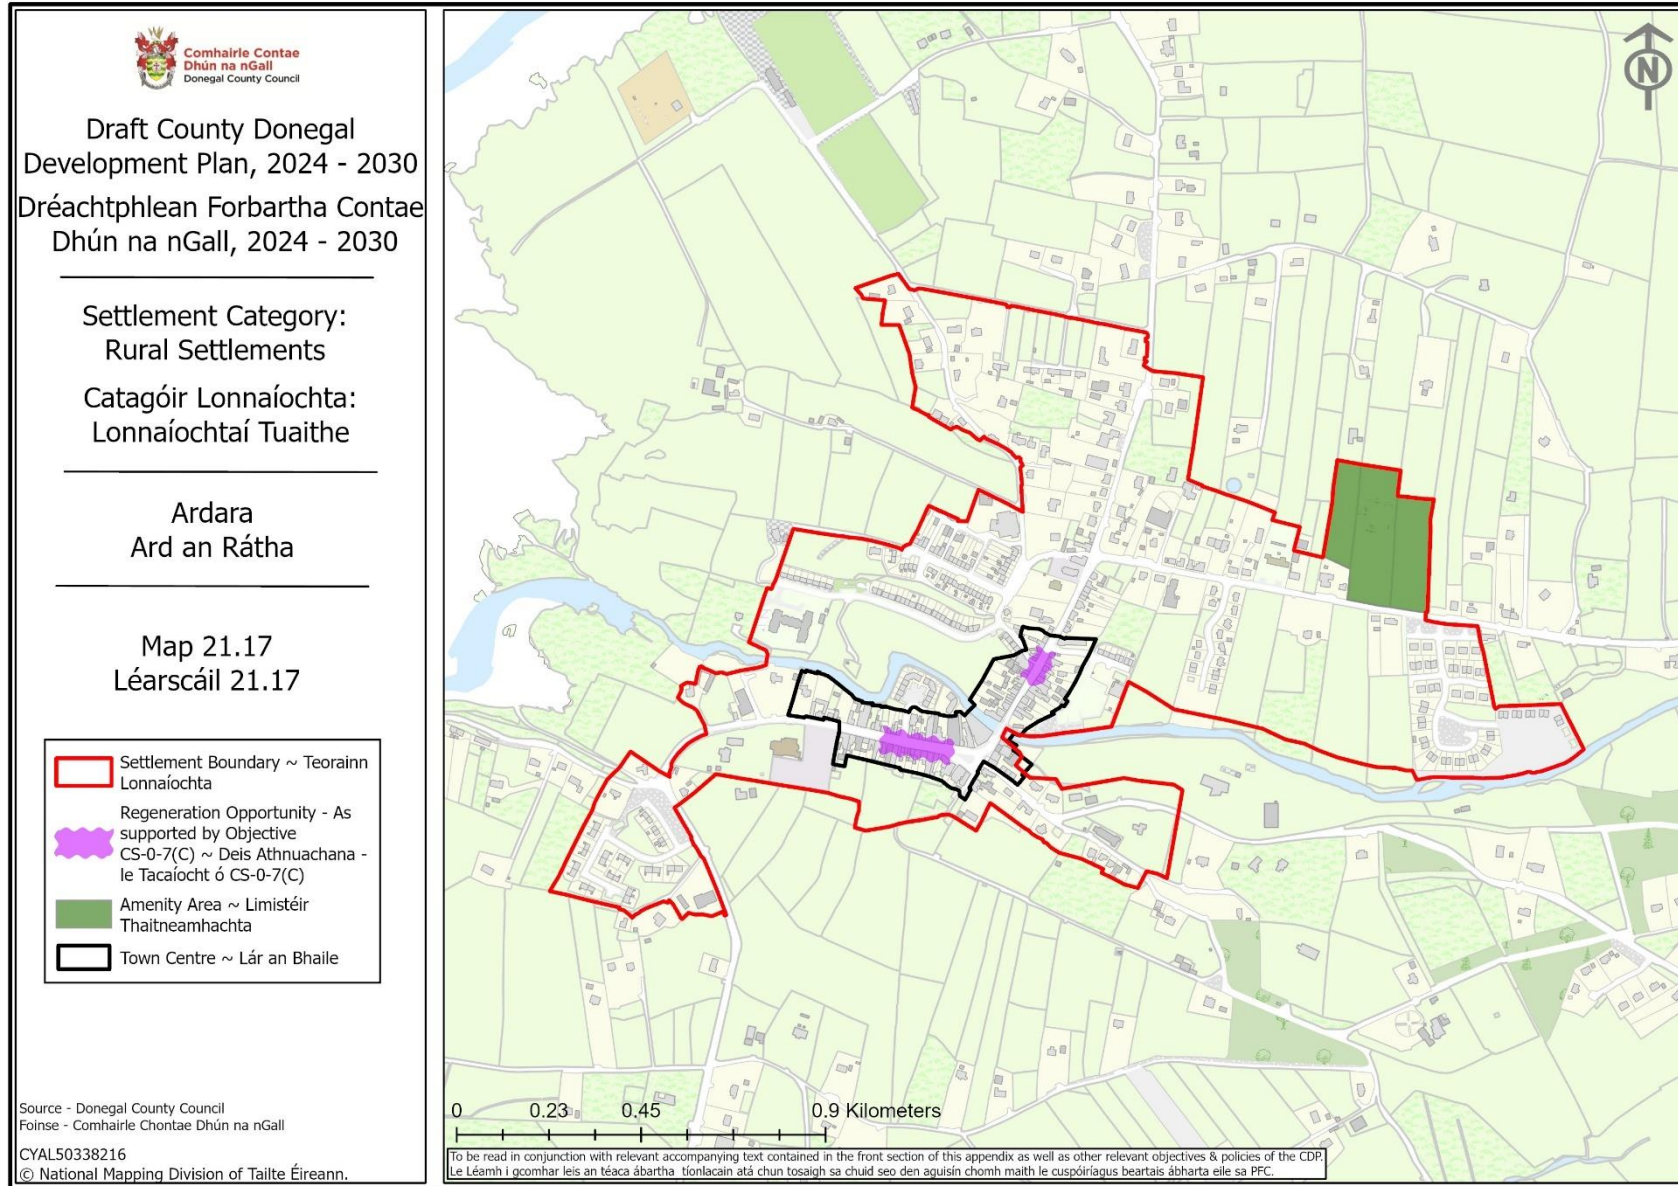 Comhairle Contae
Dhún na nGall
Donegal County Council
Draft County Donegal
Development Plan, 2024 - 2030
Dréachtphlean Forbartha Contae
Dhún na nGall, 2024 - 2030
Settlement Category:
Rural Settlements
Catagóir Lonnaíochta:
Lonnaíochtaí Tuaithe
Ardara
Ard an Rátha
Map 21.17
Léarscáil 21.17
Settlement Boundary ~ Teorainn
Lonnaíochta
Regeneration Opportunity - As
supported by Objective
CS-0-7(C) ~ Deis Athnuachana -
le Tacaíocht ó CS-0-7(C)
Amenity Area ~ Limistéir
Thaitneamhachta
Town Centre ~ Lár an Bhaile
Source - Donegal County Council
Foinse - Comhairle Chontae Dhún na nGall
CYAL50338216
© National Mapping Division of Tailte Éireann.
N
0 0.23 0.45 0.9 Kilometers
To be read in conjunction with relevant accompanying text contained in the front section of this appendix as well as other relevant objectives & policies of the CDP.
Le Léamh i gcomhar leis an téaca ábartha tíonlacain atá chun tosaigh sa chuid seo den aguisín chomh maith le cuspóiríagus beartais ábharta eile sa PFC.